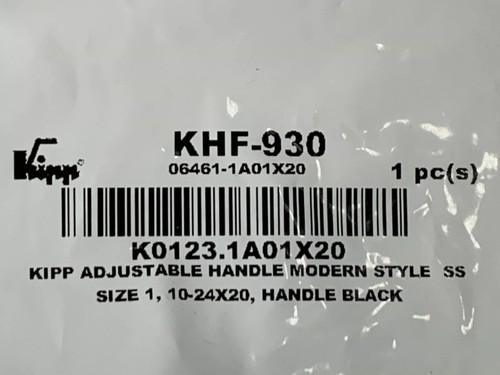 KHF-930
Kipp®
06461-1A01X20
1 pc(s)
K0123.1A01X20
KIPP ADJUSTABLE HANDLE MODERN STYLE SS
SIZE 1, 10-24X20, HANDLE BLACK